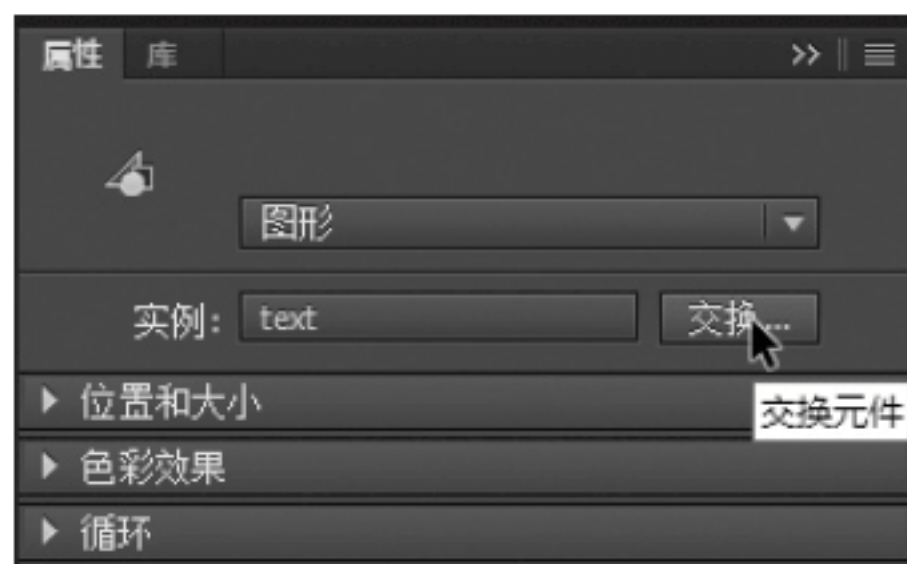 属性 库
图形
实例: text 交换...
位置和大小
交换元件
色彩效果
循环